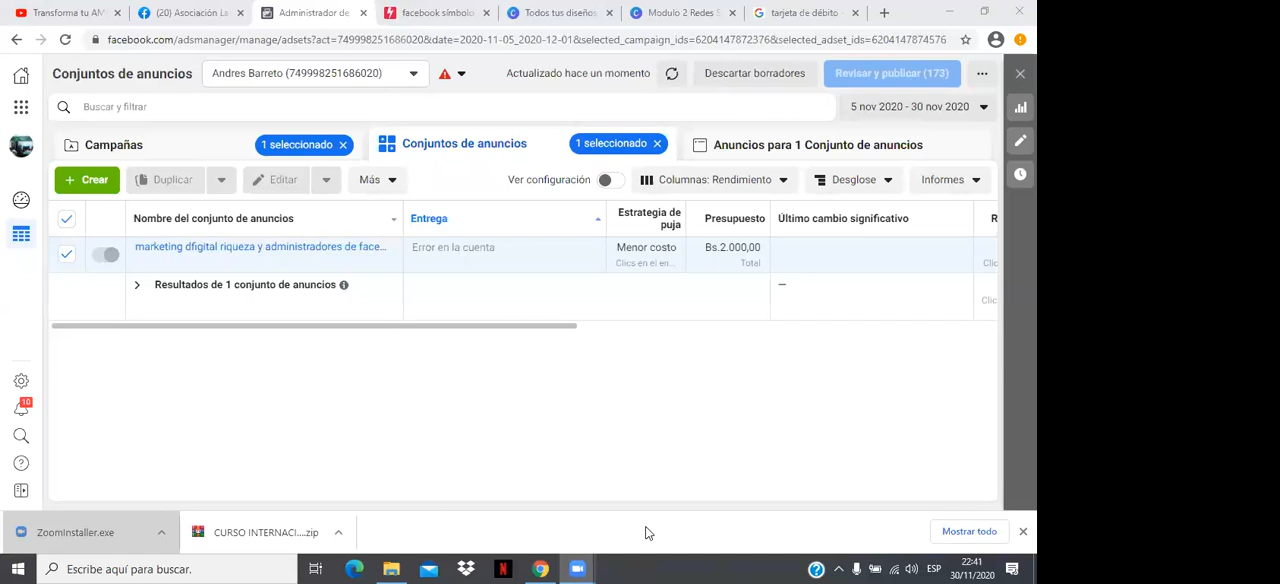 Transforma tu AM
(20) Asociación La
Administrador de
facebook símbolo
Todos tus diseños
Modulo 2 Redes S
tarjeta de débito -
facebook.com/adsmanager/manage/adsets?act=749998251686020&date=2020-11-05_2020-12-01&selected_campaign_ids=6204147872376&selected_adset_ids=6204147874576
Conjuntos de anuncios
Andres Barreto (749998251686020)
Actualizado hace un momento
Descartar borradores
Revisar y publicar (173)
Buscar y filtrar
5 nov 2020 - 30 nov 2020
Campañas
1 seleccionado
Conjuntos de anuncios
1 seleccionado
Anuncios para 1 Conjunto de anuncios
+ Crear
Duplicar
Editar
Más
Ver configuración
Columnas: Rendimiento
Desglose
Informes
Nombre del conjunto de anuncios
Entrega
Estrategia de
puja
Presupuesto
Último cambio significativo
R
marketing dfigital riqueza y administradores de face...
Error en la cuenta
Menor costo
Clics en el en...
Bs.2.000,00
Total
Clic
Resultados de 1 conjunto de anuncios
—
Clic
10
ZoomInstaller.exe
CURSO INTERNACI....zip
Mostrar todo
Escribe aquí para buscar.
ESP
22:41
30/11/2020